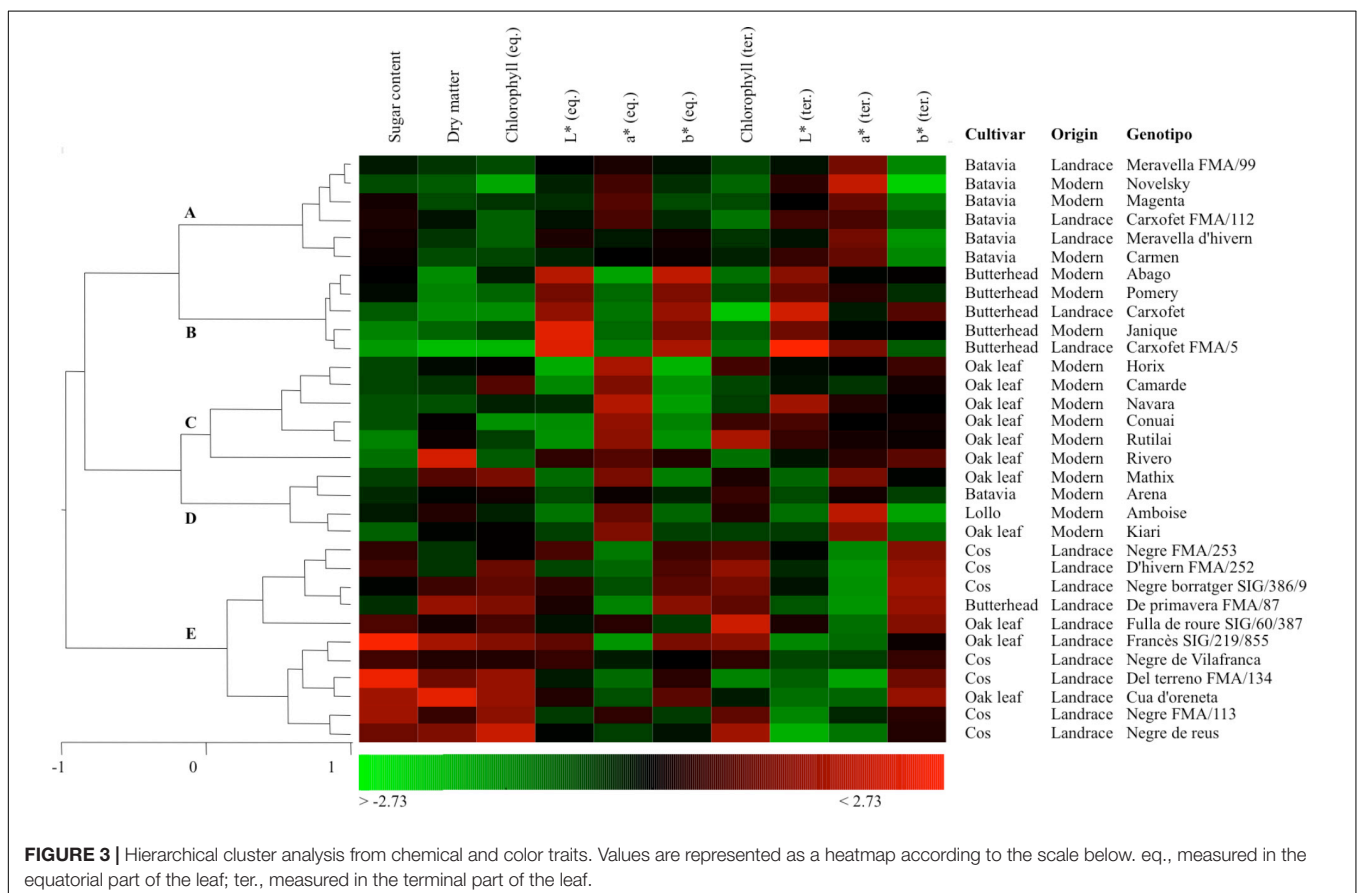 Sugar content
Dry matter
Chlorophyll (eq.)
L* (eq.)
a* (eq.)
b* (eq.)
Chlorophyll (ter.)
L* (ter.)
a* (ter.)
b* (ter.)
Cultivar Origin Genotipo
Batavia Landrace Meravella FMA/99
Batavia Modern Novelsky
Batavia Modern Magenta
A
Batavia Landrace Carxofet FMA/112
Batavia Landrace Meravella d'hivern
Batavia Modern Carmen
Butterhead Modern Abago
Butterhead Modern Pomery
Butterhead Landrace Carxofet
B
Butterhead Modern Janique
Butterhead Landrace Carxofet FMA/5
Oak leaf Modern Horix
Oak leaf Modern Camarde
Oak leaf Modern Navara
C
Oak leaf Modern Conuai
Oak leaf Modern Rutilai
Oak leaf Modern Rivero
Oak leaf Modern Mathix
Batavia Modern Arena
D
Lollo Modern Amboise
Oak leaf Modern Kiari
Cos Landrace Negre FMA/253
Cos Landrace D'hivern FMA/252
Cos Landrace Negre borratger SIG/386/9
Butterhead Landrace De primavera FMA/87
E
Oak leaf Landrace Fulla de roure SIG/60/387
Oak leaf Landrace Francès SIG/219/855
Cos Landrace Negre de Vilafranca
Cos Landrace Del terreno FMA/134
Oak leaf Landrace Cua d'oreneta
Cos Landrace Negre FMA/113
Cos Landrace Negre de reus
-1 0 1
> -2.73 < 2.73
FIGURE 3 | Hierarchical cluster analysis from chemical and color traits. Values are represented as a heatmap according to the scale below. eq., measured in the
equatorial part of the leaf; ter., measured in the terminal part of the leaf.